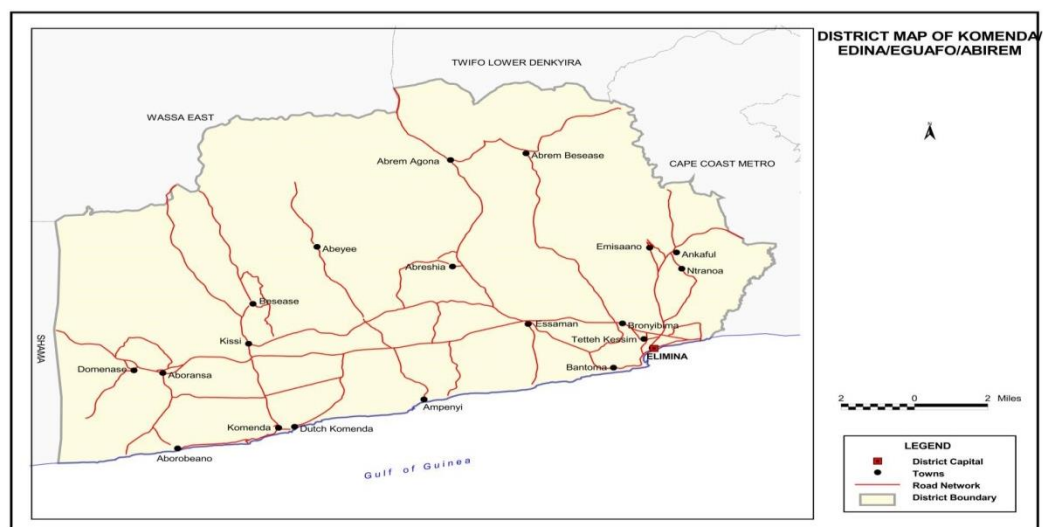 DISTRICT MAP OF KOMENDA/
EDINA/EGUAFO/ABIREM
TWIFO LOWER DENKYIRA
WASSA EAST
Abrem Agona
Abrem Besease
CAPE COAST METRO
Abeyee
Emisaano
Ankaful
Abreshia
Ntranoa
Besease
Essaman
Bronyibima
SHAMA
Kissi
Tetteh Kessim
ELIMINA
Domenase
Aboransa
Bantoma
Ampenyi
Komenda
Dutch Komenda
Aborobeano
Gulf of Guinea
N
2 0 2 Miles
LEGEND
District Capital
Towns
Road Network
District Boundary